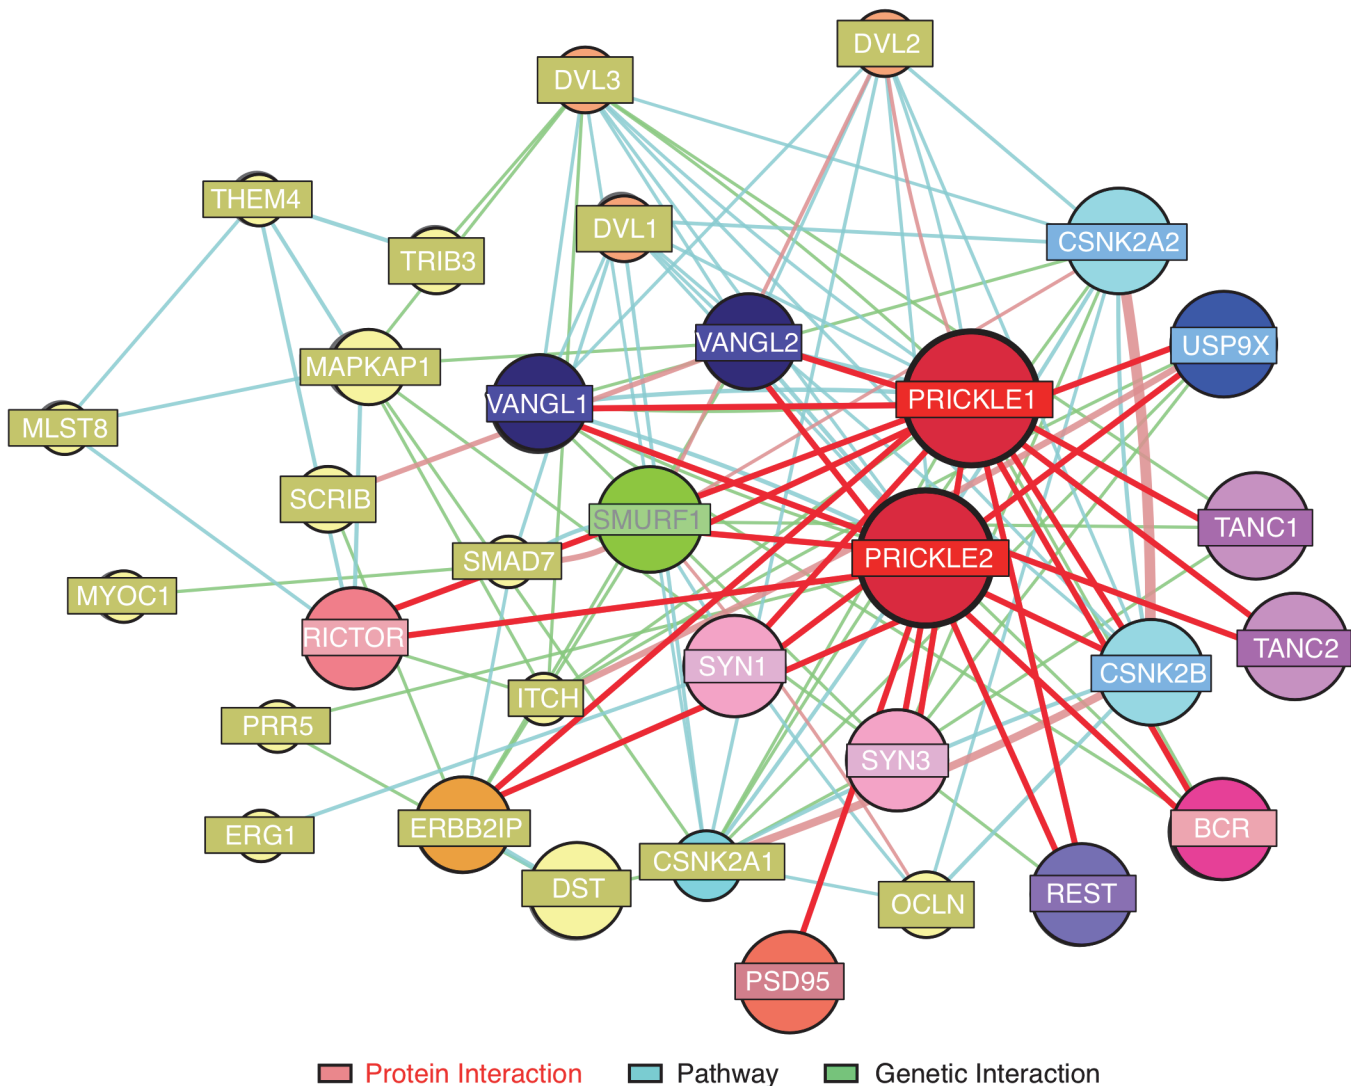 DVL2
DVL3
THEM4
DVL1
TRIB3
CSNK2A2
VANGL2
USP9X
MAPKAP1
VANGL1
PRICKLE1
MLST8
SCRIB
SMURF1
TANC1
SMAD7
PRICKLE2
MYOC1
RICTOR
TANC2
SYN1
CSNK2B
ITCH
PRR5
SYN3
ERG1
ERBB2IP
BCR
CSNK2A1
DST
OCLN
REST
PSD95
Protein Interaction
Pathway
Genetic Interaction